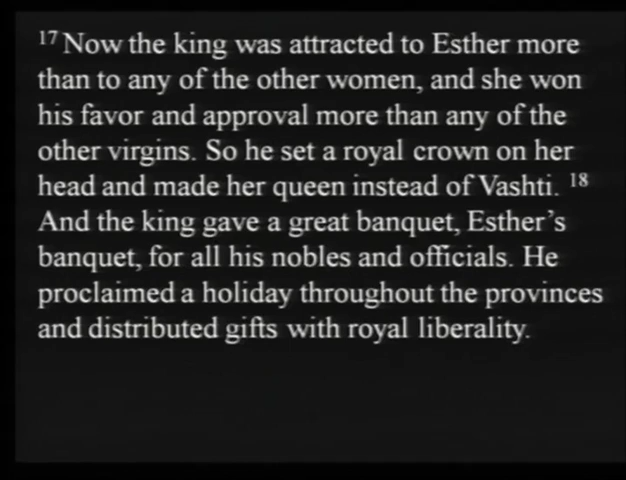 17 Now the king was attracted to Esther more
than to any of the other women, and she won
his favor and approval more than any of the
other virgins. So he set a royal crown on her
head and made her queen instead of Vashti. 18
And the king gave a great banquet, Esther's
banquet, for all his nobles and officials. He
proclaimed a holiday throughout the provinces
and distributed gifts with royal liberality.